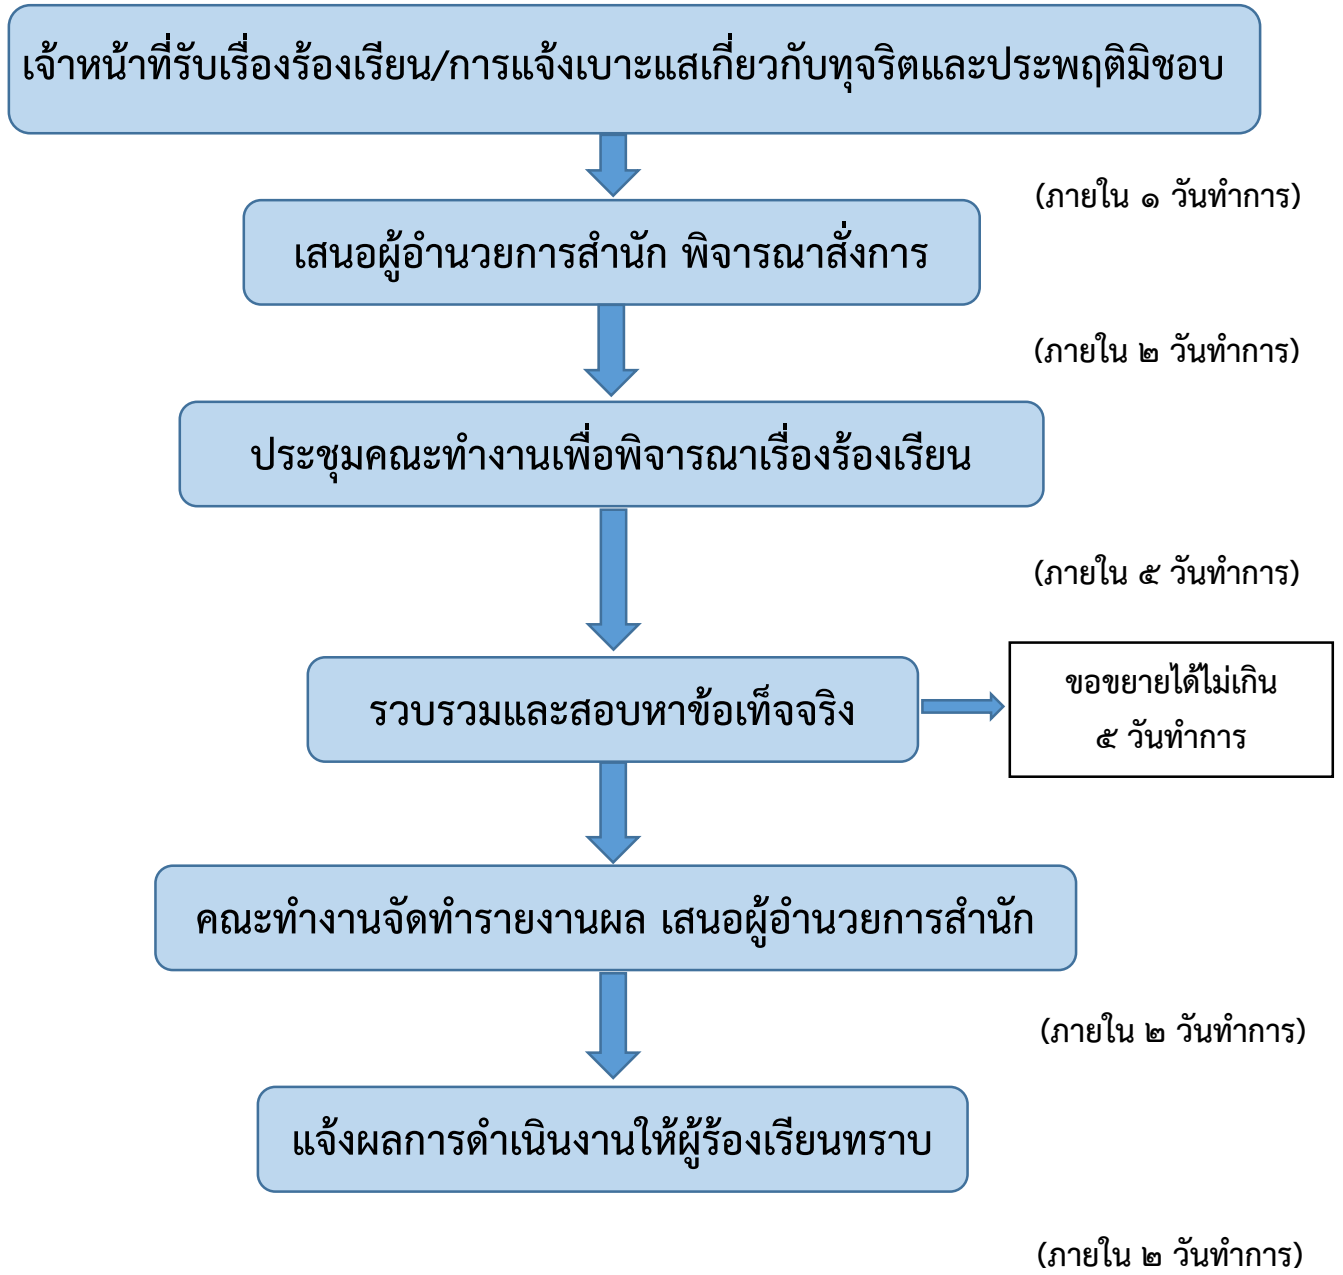 เจ้าหน้าที่รับเรื่องร้องเรียน/การแจ้งเบาะแสเกี่ยวกับทุจริตและประพฤติมิชอบ
(ภายใน ๑ วันทำการ)
เสนอผู้อำนวยการสำนัก พิจารณาสั่งการ
(ภายใน ๒ วันทำการ)
ประชุมคณะทำงานเพื่อพิจารณาเรื่องร้องเรียน
(ภายใน ๕ วันทำการ)
รวบรวมและสอบหาข้อเท็จจริง
ขอขยายได้ไม่เกิน
๕ วันทำการ
คณะทำงานจัดทำรายงานผล เสนอผู้อำนวยการสำนัก
(ภายใน ๒ วันทำการ)
แจ้งผลการดำเนินงานให้ผู้ร้องเรียนทราบ
(ภายใน ๒ วันทำการ)